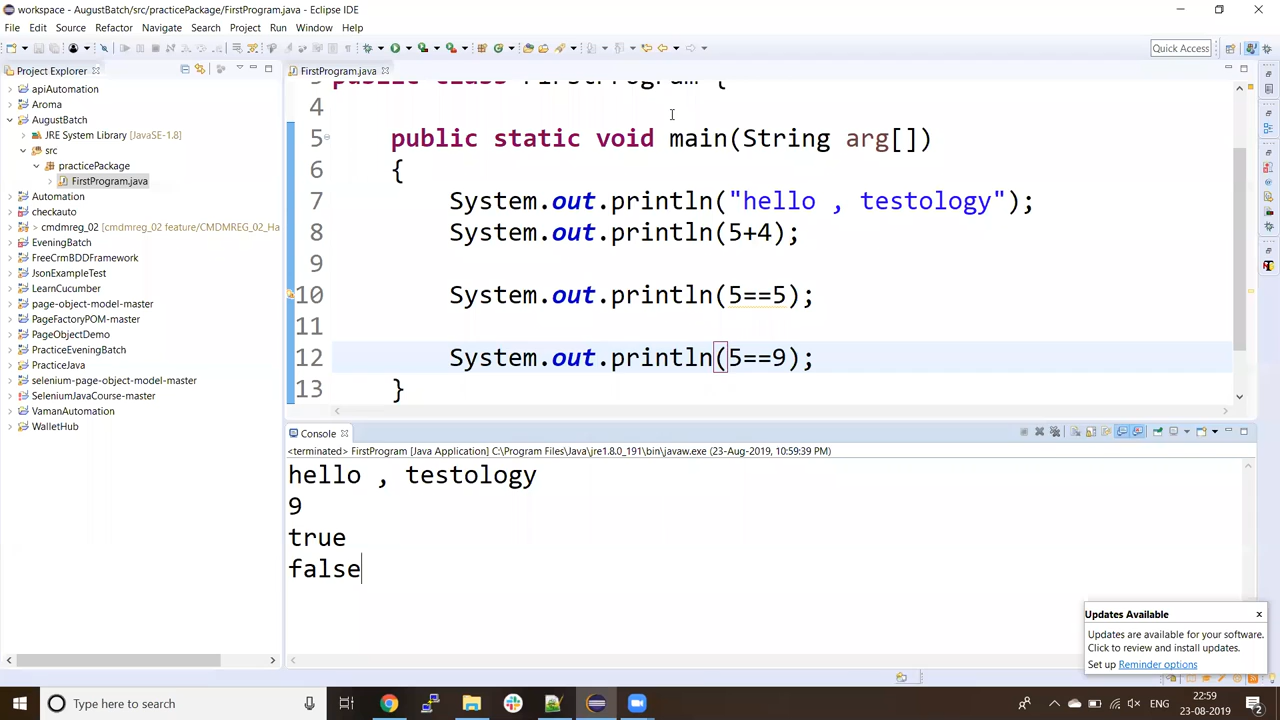 workspace - AugustBatch/src/practicePackage/FirstProgram.java - Eclipse IDE
File Edit Source Refactor Navigate Search Project Run Window Help
Quick Access
Project Explorer
FirstProgram.java
apiAutomation
Aroma
AugustBatch
JRE System Library [JavaSE-1.8]
src
practicePackage
FirstProgram.java
Automation
checkauto
> cmdmreg_02 [cmdmreg_02 feature/CMDMREG_02_Ha
EveningBatch
FreeCrmBDDFramework
JsonExampleTest
LearnCucumber
page-object-model-master
PageFactoryPOM-master
PageObjectDemo
PracticeEveningBatch
PracticeJava
selenium-page-object-model-master
SeleniumJavaCourse-master
VamanAutomation
WalletHub
3 public class FirstProgram {
4
5 public static void main(String arg[])
6 {
7 System.out.println("hello , testology");
8 System.out.println(5+4);
9
10 System.out.println(5==5);
11
12 System.out.println(5==9);
13 }
Console
<terminated> FirstProgram [Java Application] C:\Program Files\Java\jre1.8.0_191\bin\javaw.exe (23-Aug-2019, 10:59:39 PM)
hello , testology
9
true
false
Updates Available
Updates are available for your software.
Click to review and install updates.
Set up Reminder options
Type here to search
22:59
23-08-2019
2